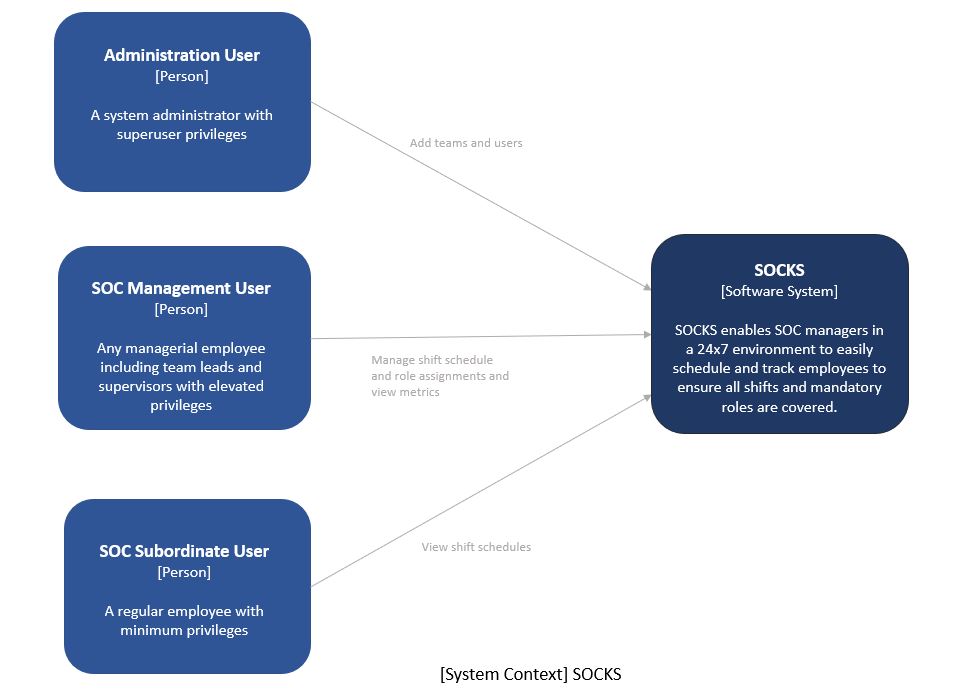 Administration User
[Person]
A system administrator with
superuser privileges
Add teams and users
SOC Management User
[Person]
Any managerial employee
including team leads and
supervisors with elevated
privileges
Manage shift schedule
and role assignments and
view metrics
SOCKS
[Software System]
SOCKS enables SOC managers in
a 24x7 environment to easily
schedule and track employees to
ensure all shifts and mandatory
roles are covered.
SOC Subordinate User
[Person]
A regular employee with
minimum privileges
View shift schedules
[System Context] SOCKS